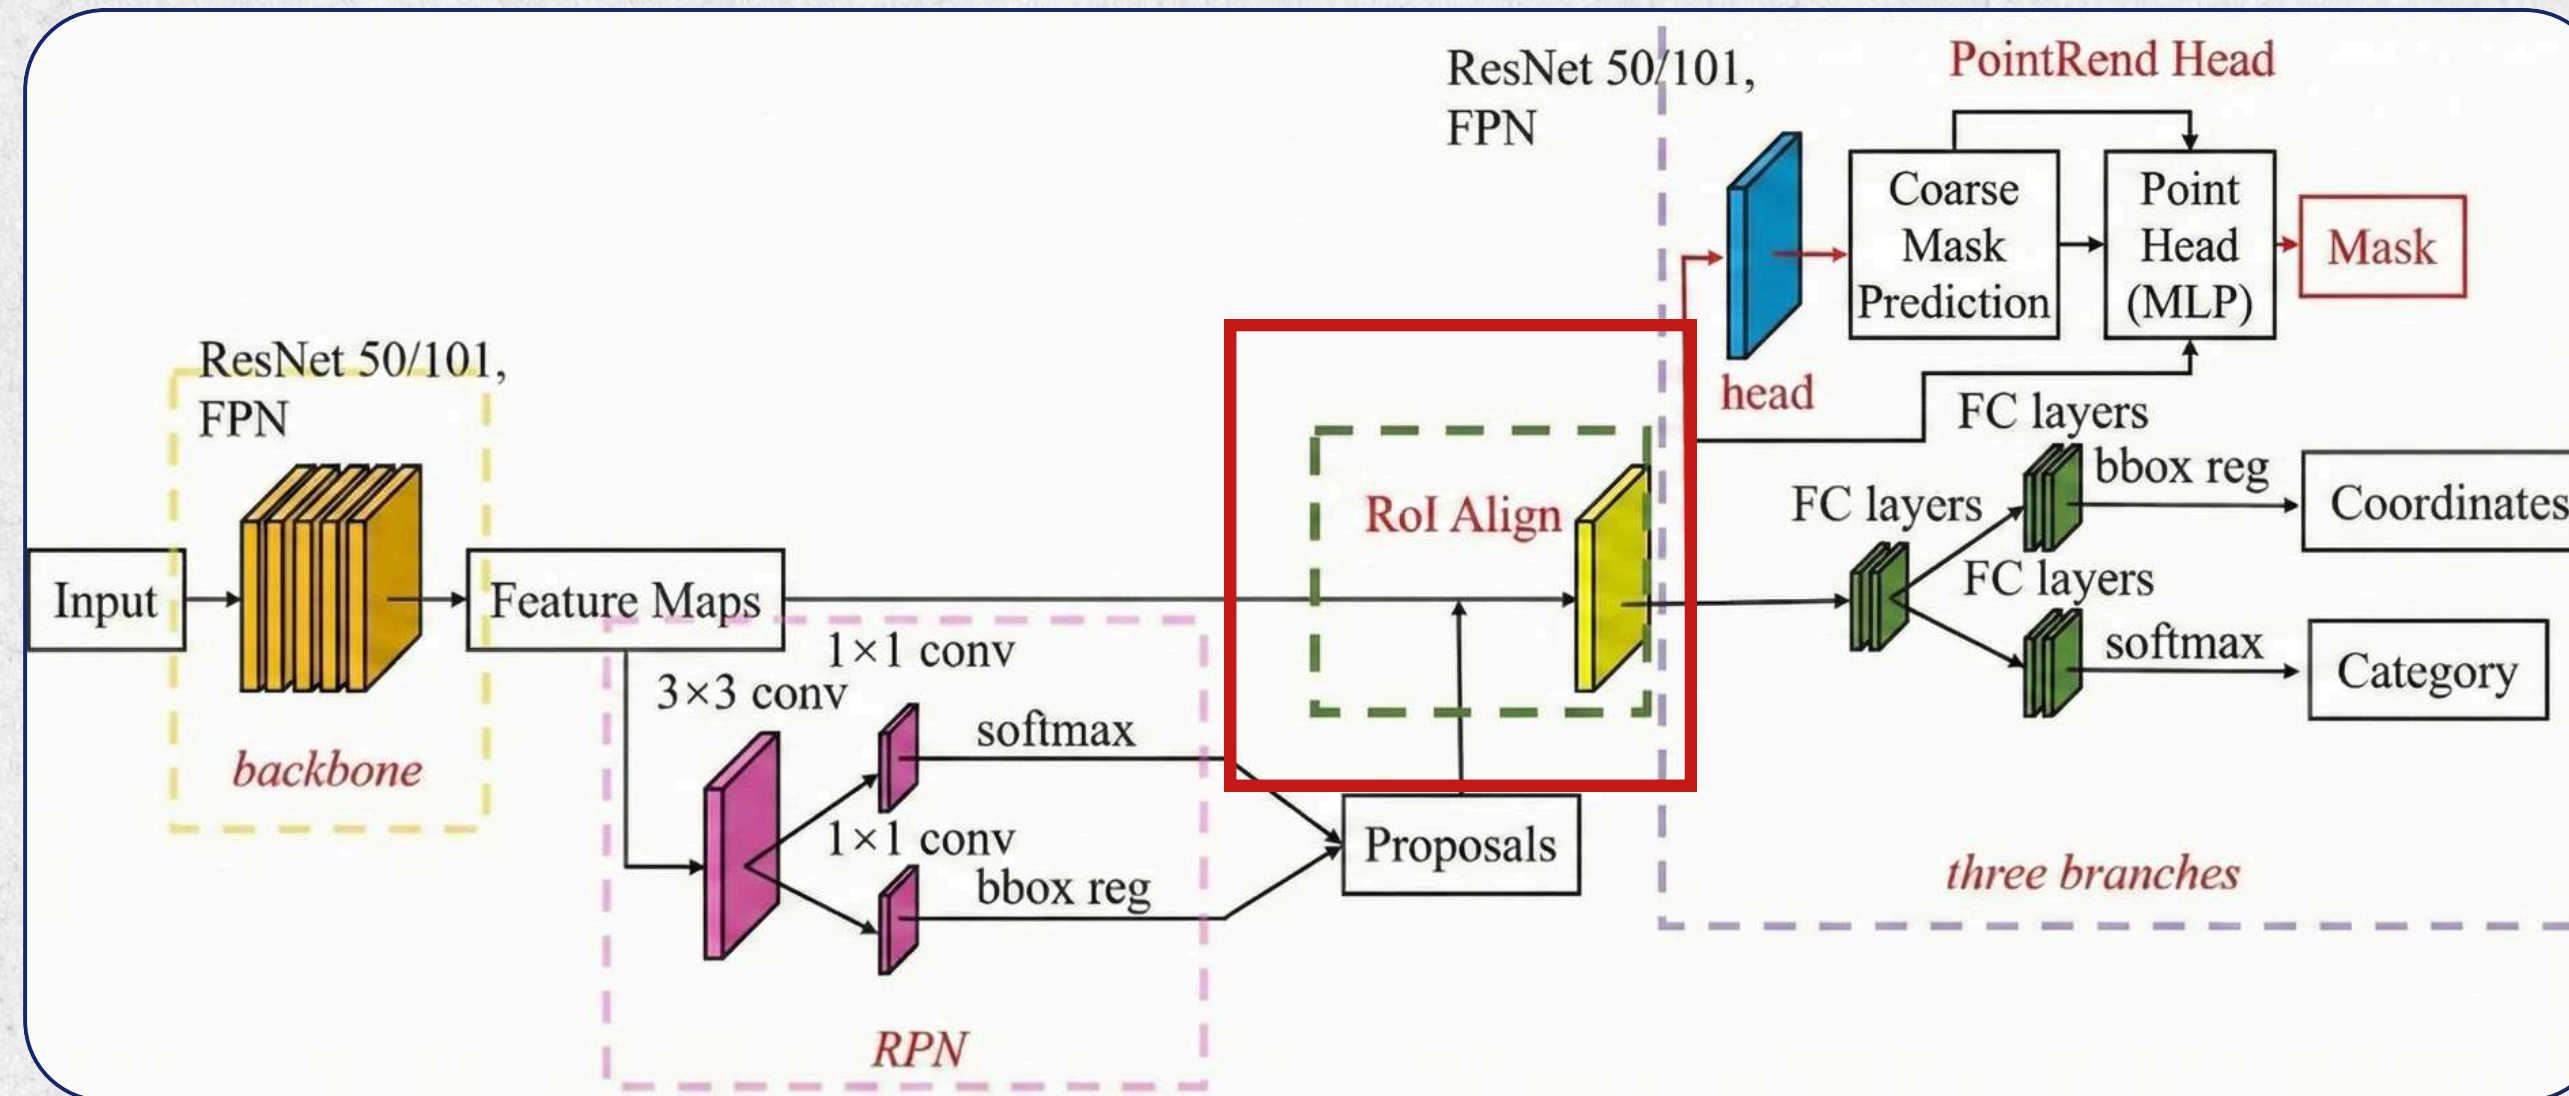 ResNet 50/101,
FPN
PointRend Head
Coarse
Mask
Prediction
Point
Head
(MLP)
Mask
head
ResNet 50/101,
FPN
FC layers
bbox reg
Coordinates
RoI Align
FC layers
FC layers
softmax
Category
Input
Feature Maps
1×1 conv
3×3 conv
softmax
backbone
1×1 conv
bbox reg
Proposals
three branches
RPN